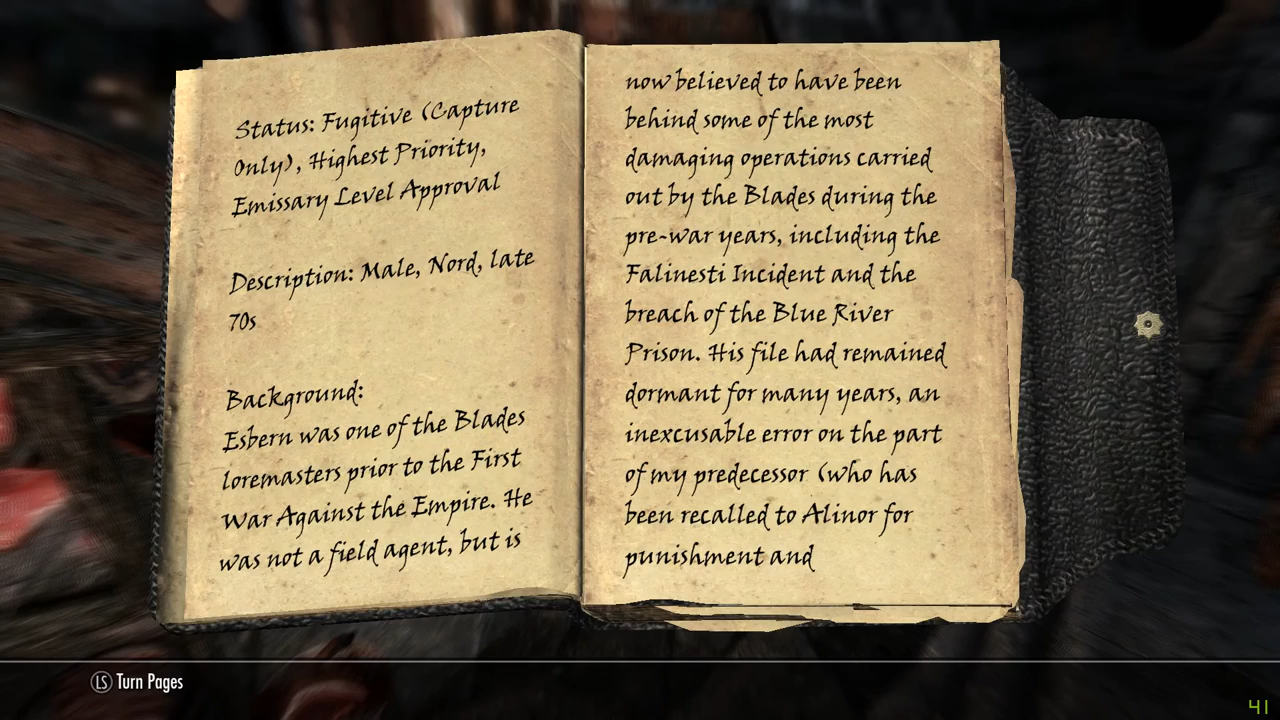 Status: Fugitive (Capture
Only), Highest Priority,
Emissary Level Approval
Description: Male, Nord, late
70s
Background:
Esbern was one of the Blades
loremasters prior to the First
War Against the Empire. He
was not a field agent, but is
now believed to have been
behind some of the most
damaging operations carried
out by the Blades during the
pre-war years, including the
Falinesti Incident and the
breach of the Blue River
Prison. His file had remained
dormant for many years, an
inexcusable error on the part
of my predecessor (who has
been recalled to Alinor for
punishment and
LS Turn Pages
41